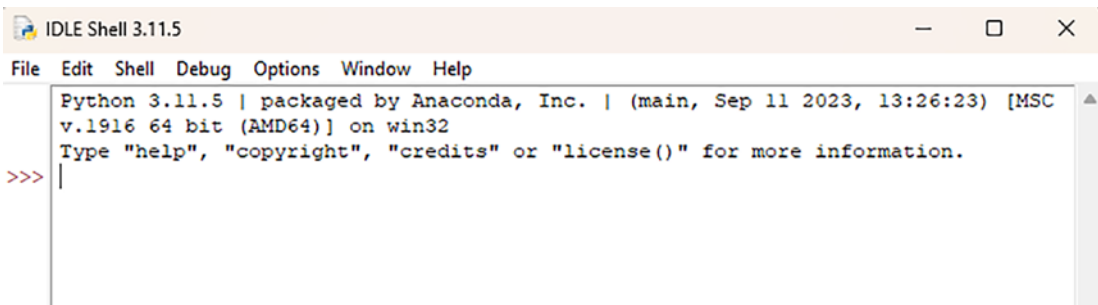 IDLE Shell 3.11.5
File Edit Shell Debug Options Window Help
Python 3.11.5 | packaged by Anaconda, Inc. | (main, Sep 11 2023, 13:26:23) [MSC
v.1916 64 bit (AMD64)] on win32
Type "help", "copyright", "credits" or "license()" for more information.
>>>